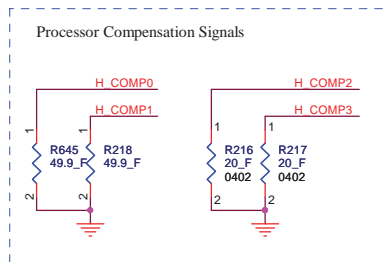 Processor Compensation Signals
H_COMP0
H_COMP2
H_COMP1
H_COMP3
1
1
1
1
R645
49.9_F
R218
49.9_F
R216
20_F
0402
R217
20_F
0402
2
2
2
2